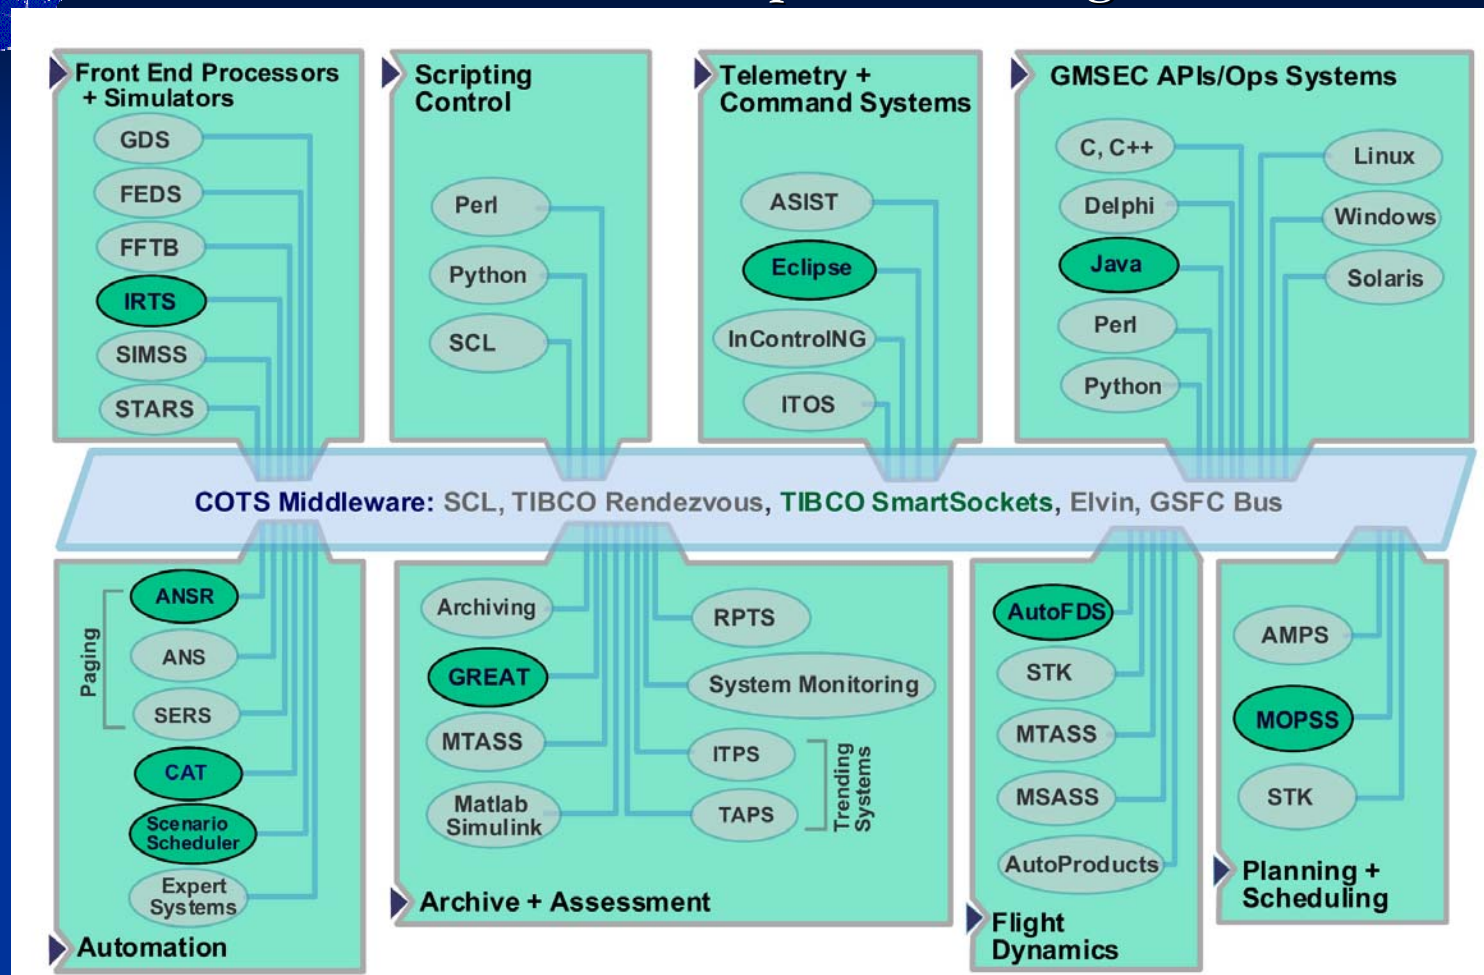 Front End Processors
+ Simulators
GDS
FEDS
FFTB
IRTS
SIMSS
STARS
Scripting
Control
Perl
Python
SCL
Telemetry +
Command Systems
ASIST
Eclipse
InControlNG
ITOS
GMSEC APIs/Ops Systems
C, C++
Delphi
Java
Perl
Python
Linux
Windows
Solaris
COTS Middleware: SCL, TIBCO Rendezvous, TIBCO SmartSockets, Elvin, GSFC Bus
Paging
ANSR
ANS
SERS
CAT
Scenario
Scheduler
Expert
Systems
Automation
Archiving
GREAT
MTASS
Matlab
Simulink
RPTS
System Monitoring
ITPS
TAPS
Trending
Systems
Archive + Assessment
AutoFDS
STK
MTASS
MSASS
AutoProducts
Flight
Dynamics
AMPS
MOPSS
STK
Planning +
Scheduling